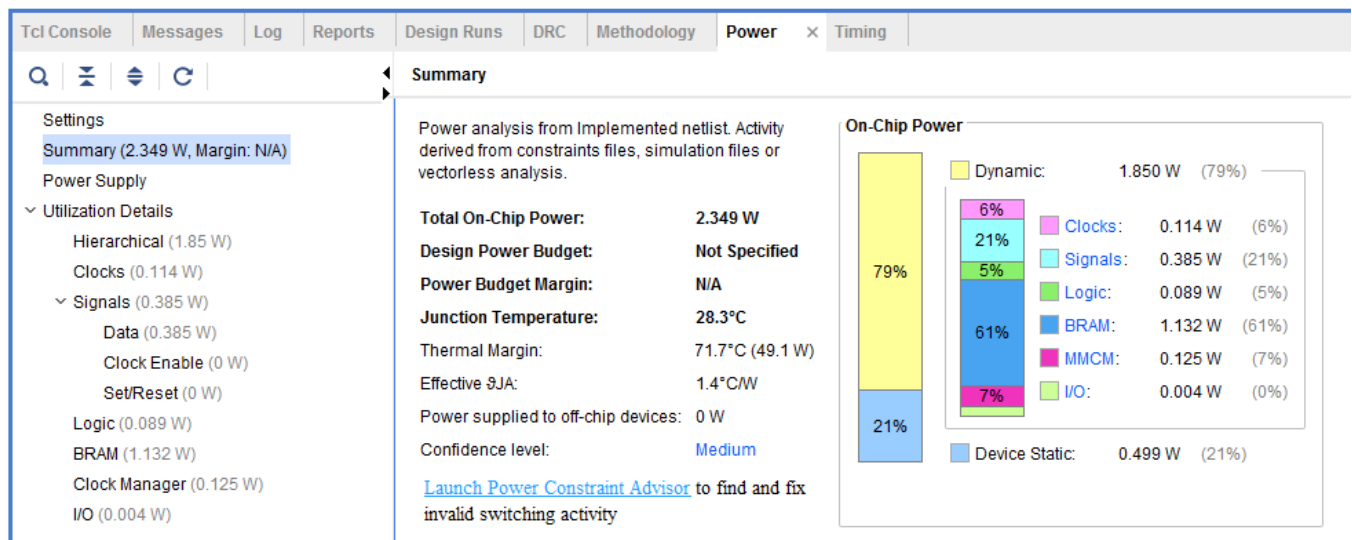 Tcl Console Messages Log Reports Design Runs DRC Methodology Power × Timing
Summary
Settings
Summary (2.349 W, Margin: N/A)
Power Supply
Utilization Details
Hierarchical (1.85 W)
Clocks (0.114 W)
Signals (0.385 W)
Data (0.385 W)
Clock Enable (0 W)
Set/Reset (0 W)
Logic (0.089 W)
BRAM (1.132 W)
Clock Manager (0.125 W)
I/O (0.004 W)
Power analysis from Implemented netlist. Activity
derived from constraints files, simulation files or
vectorless analysis.
Total On-Chip Power: 2.349 W
Design Power Budget: Not Specified
Power Budget Margin: N/A
Junction Temperature: 28.3°C
Thermal Margin: 71.7°C (49.1 W)
Effective ϑJA: 1.4°C/W
Power supplied to off-chip devices: 0 W
Confidence level: Medium
Launch Power Constraint Advisor to find and fix
invalid switching activity
On-Chip Power
79%
21%
Dynamic: 1.850 W (79%)
6%
21%
5%
61%
7%
Clocks: 0.114 W (6%)
Signals: 0.385 W (21%)
Logic: 0.089 W (5%)
BRAM: 1.132 W (61%)
MMCM: 0.125 W (7%)
I/O: 0.004 W (0%)
Device Static: 0.499 W (21%)